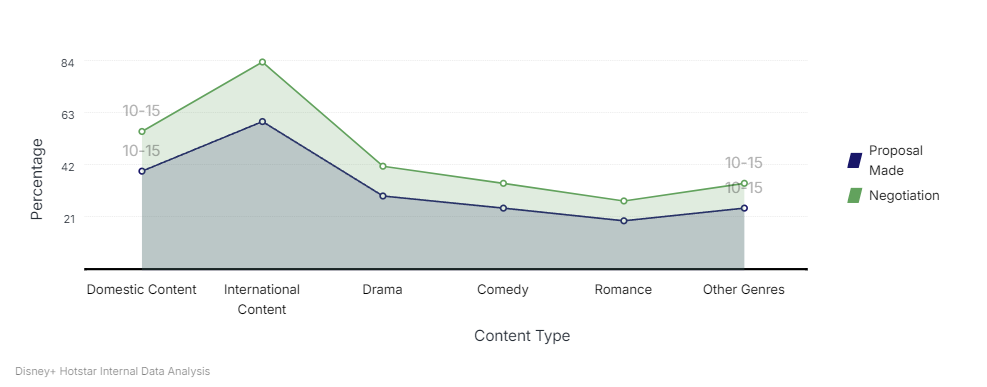 84
63
42
21
Percentage
10-15
10-15
10-15
10-15
Domestic Content
International
Content
Drama
Comedy
Romance
Other Genres
Content Type
Proposal
Made
Negotiation
Disney+ Hotstar Internal Data Analysis